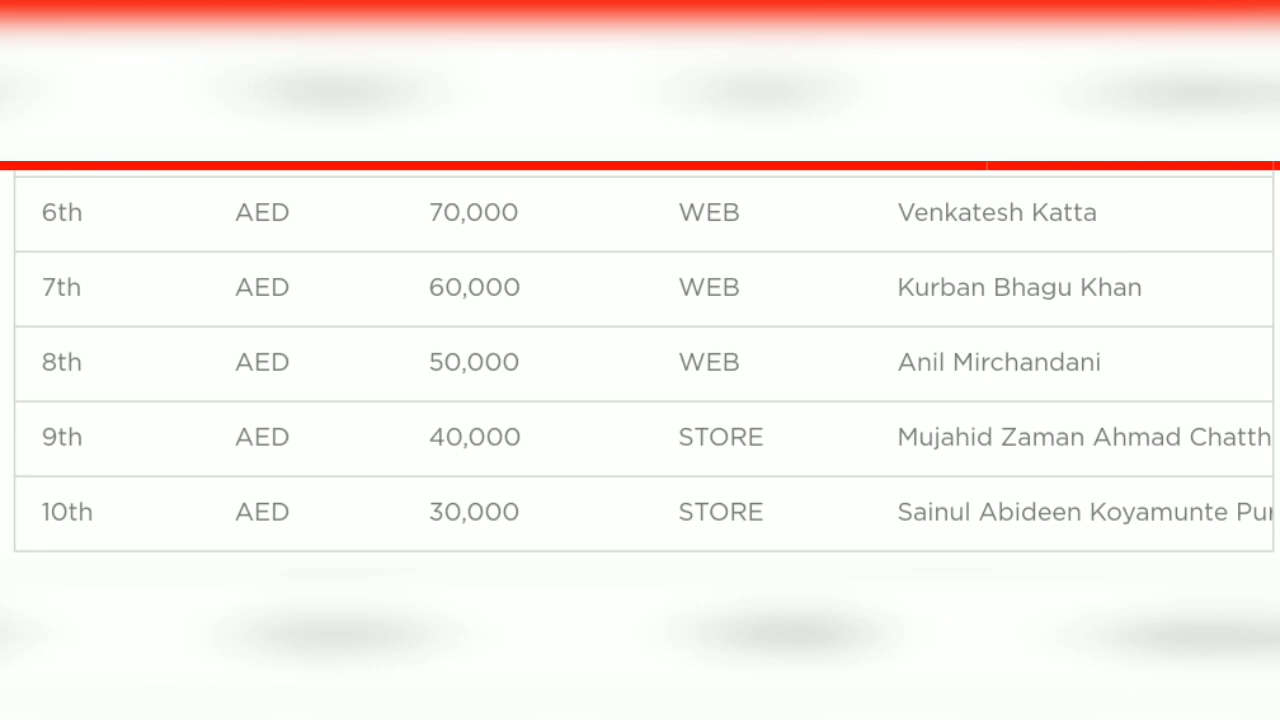 6th AED 70,000 WEB Venkatesh Katta
7th AED 60,000 WEB Kurban Bhagu Khan
8th AED 50,000 WEB Anil Mirchandani
9th AED 40,000 STORE Mujahid Zaman Ahmad Chatth
10th AED 30,000 STORE Sainul Abideen Koyamunte